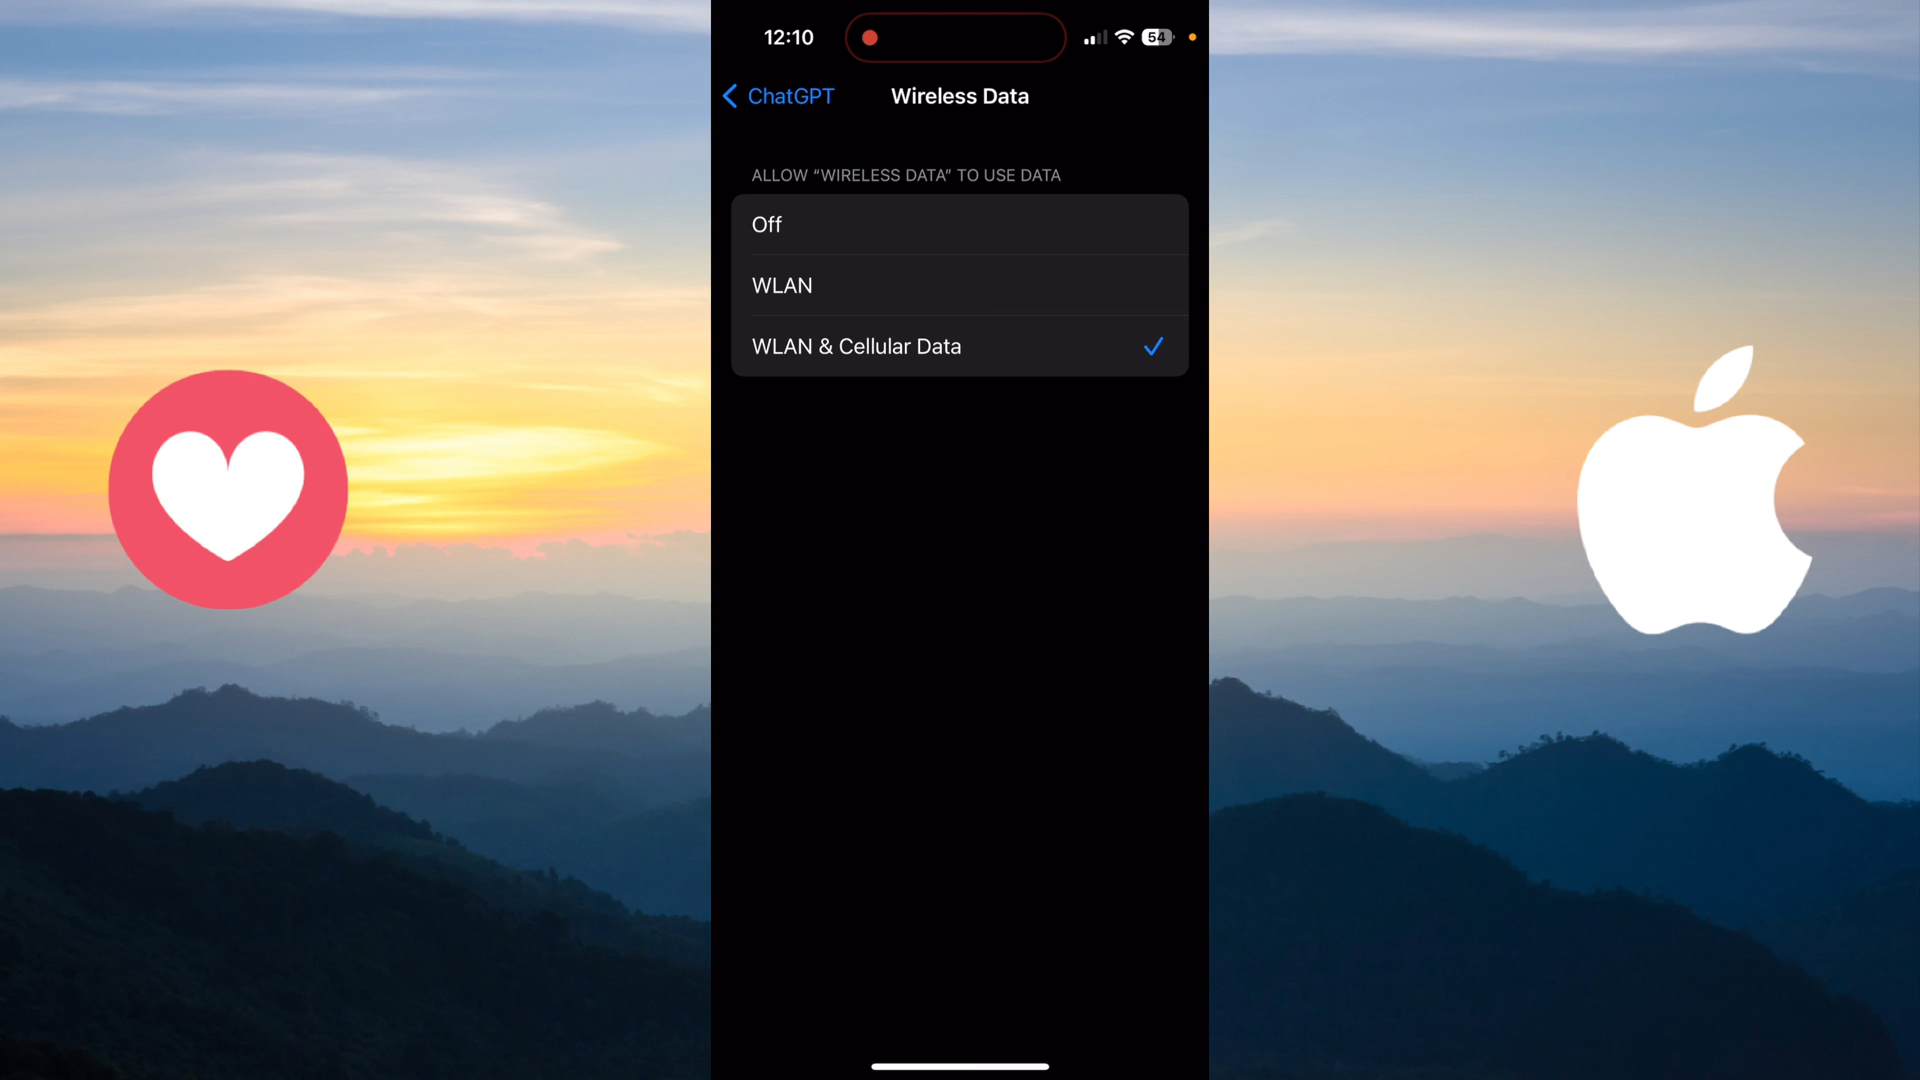 12:10
54
ChatGPT
Wireless Data
ALLOW “WIRELESS DATA” TO USE DATA
Off
WLAN
WLAN & Cellular Data